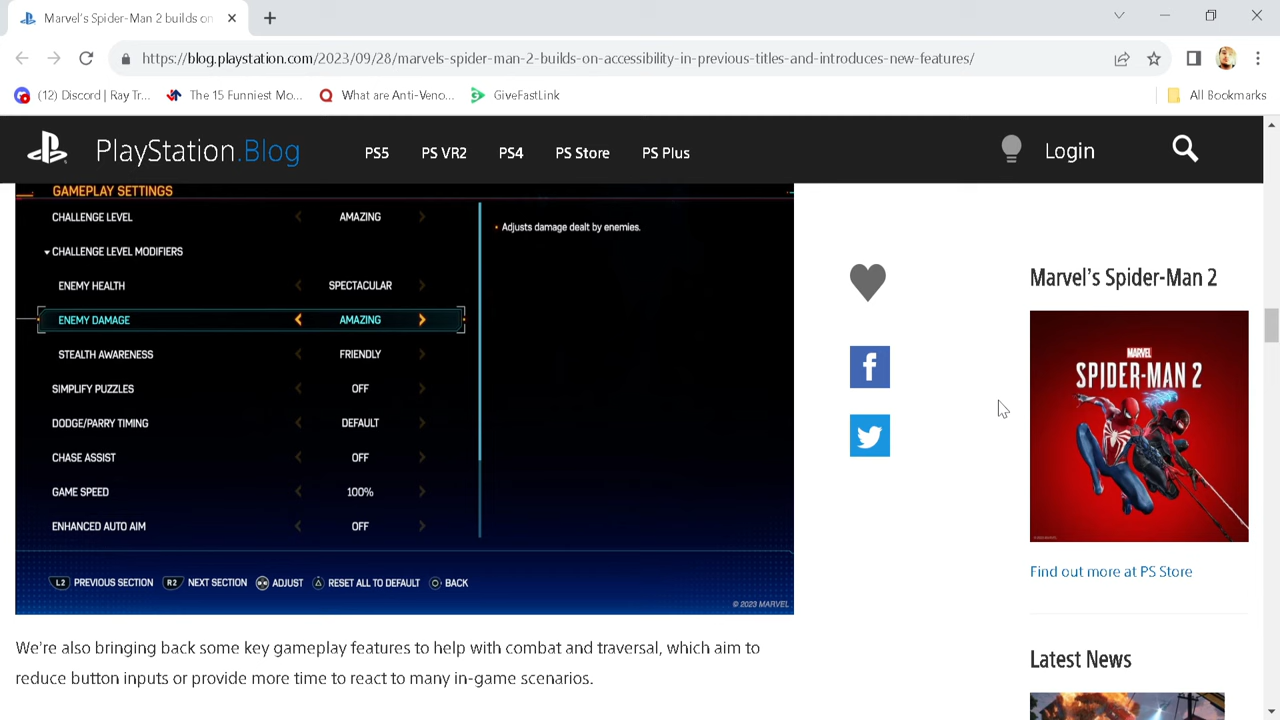 Marvel's Spider-Man 2 builds on
https://blog.playstation.com/2023/09/28/marvels-spider-man-2-builds-on-accessibility-in-previous-titles-and-introduces-new-features/
(12) Discord | Ray Tr... The 15 Funniest Mo... What are Anti-Veno... GiveFastLink All Bookmarks
PlayStation.Blog PS5 PS VR2 PS4 PS Store PS Plus Login
GAMEPLAY SETTINGS
CHALLENGE LEVEL AMAZING
Adjusts damage dealt by enemies.
CHALLENGE LEVEL MODIFIERS
ENEMY HEALTH SPECTACULAR
ENEMY DAMAGE AMAZING
STEALTH AWARENESS FRIENDLY
SIMPLIFY PUZZLES OFF
DODGE/PARRY TIMING DEFAULT
CHASE ASSIST OFF
GAME SPEED 100%
ENHANCED AUTO AIM OFF
L2 PREVIOUS SECTION R2 NEXT SECTION ADJUST RESET ALL TO DEFAULT BACK
© 2023 MARVEL
We're also bringing back some key gameplay features to help with combat and traversal, which aim to
reduce button inputs or provide more time to react to many in-game scenarios.
Marvel's Spider-Man 2
MARVEL
SPIDER-MAN 2
Find out more at PS Store
Latest News